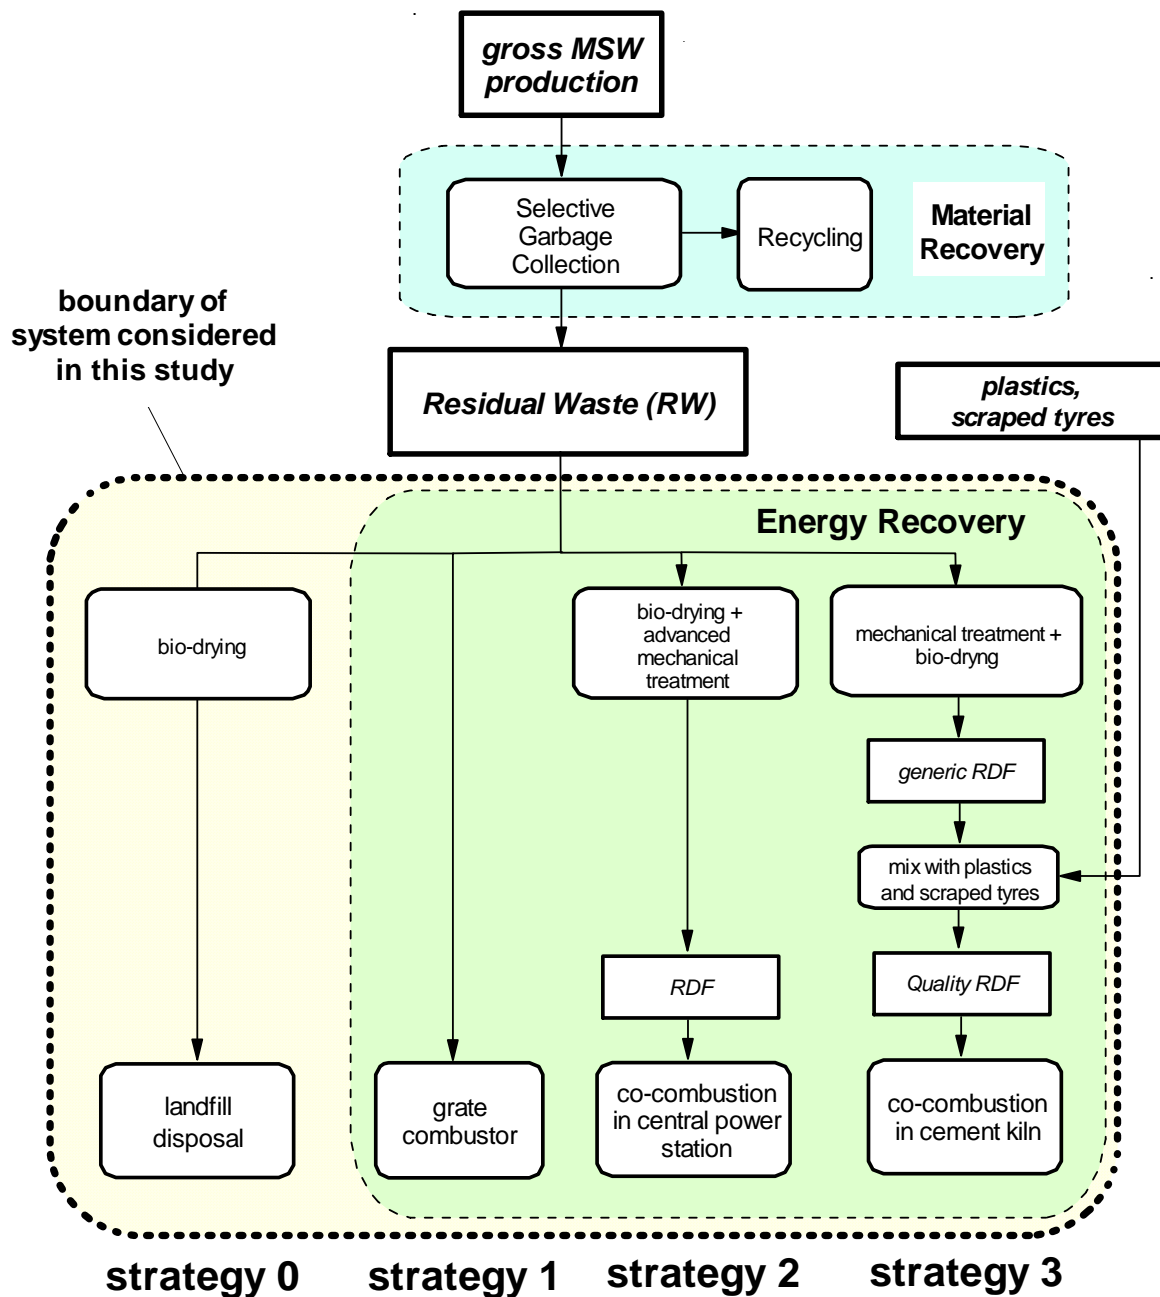 gross MSW
production
Selective
Garbage
Collection
Recycling
Material
Recovery
boundary of
system considered
in this study
Residual Waste (RW)
plastics,
scraped tyres
Energy Recovery
bio-drying
bio-drying +
advanced
mechanical
treatment
mechanical treatment +
bio-dryng
generic RDF
mix with plastics
and scraped tyres
RDF
Quality RDF
landfill
disposal
grate
combustor
co-combustion
in central power
station
co-combustion
in cement kiln
strategy 0
strategy 1
strategy 2
strategy 3